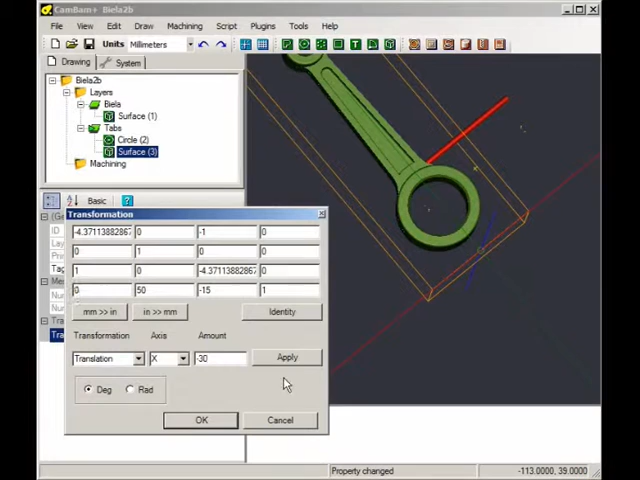 CamBam+ Biela2b
File View Edit Draw Machining Script Plugins Tools Help
Units Millimeters
Drawing System
Biela2b
Layers
Biela
Surface (1)
Tabs
Circle (2)
Surface (3)
Machining
Basic
Transformation
-4.37113882867 0 -1 0
0 1 0 0
1 0 -4.37113882867 0
0 50 -15 1
mm >> in in >> mm Identity
Transformation Axis Amount
Translation X -30 Apply
Deg Rad
OK Cancel
Property changed -113.0000, 39.0000